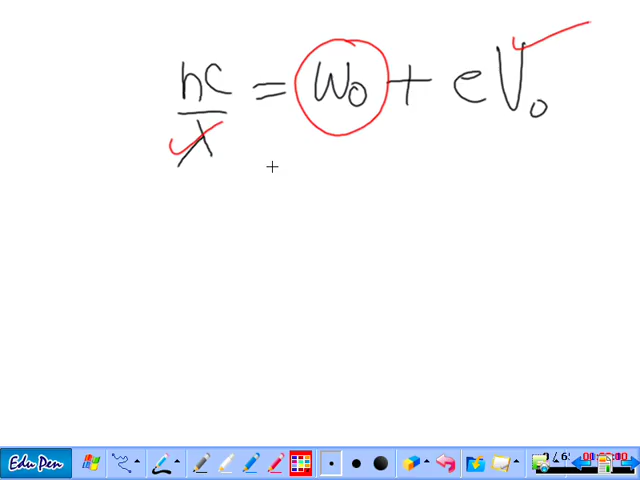 hc/λ = W₀ + eV₀
Edu Pen